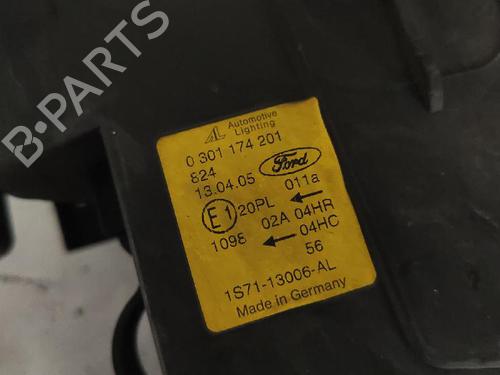 B-PARTS
AL Automotive Lighting
0 301 174 201
824
13.04.05
Ford
011a
E1 20PL
02A 04HR
1098
04HC
56
1S71-13006-AL
Made in Germany